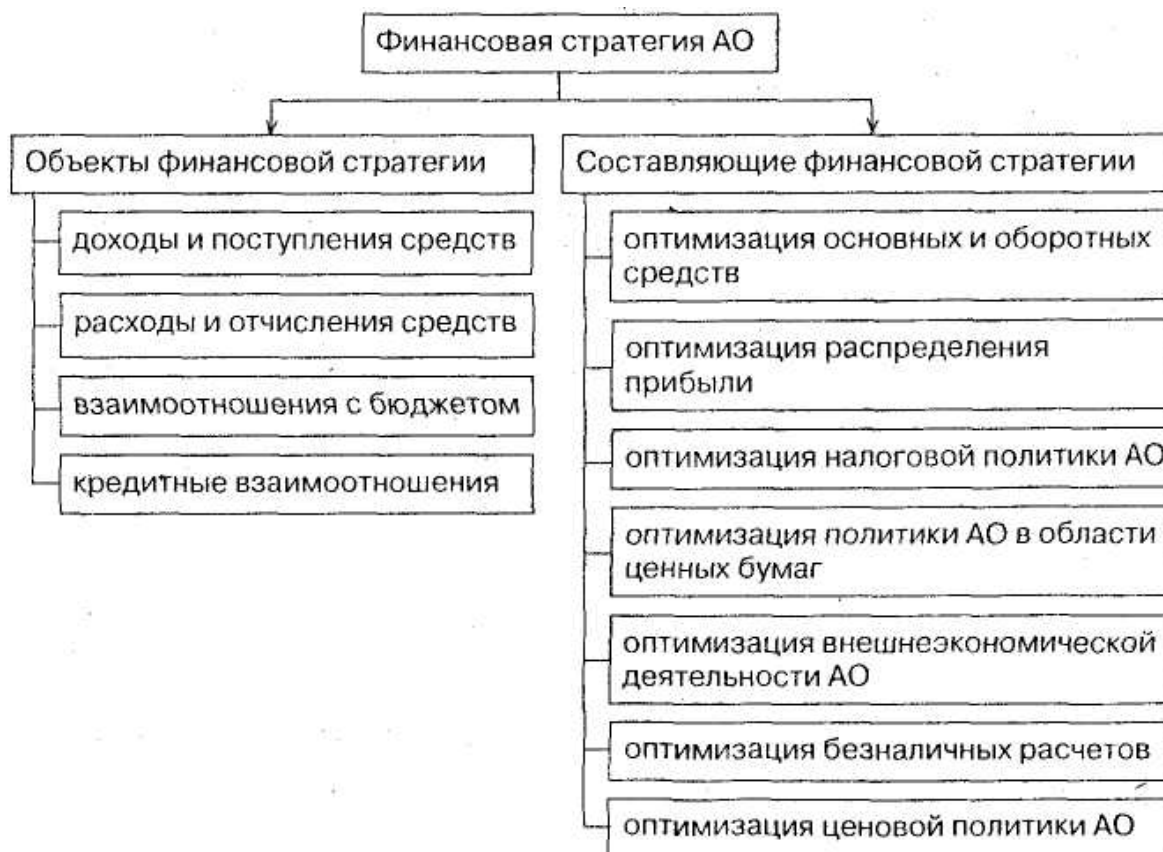 Финансовая стратегия АО
Объекты финансовой стратегии
доходы и поступления средств
расходы и отчисления средств
взаимоотношения с бюджетом
кредитные взаимоотношения
Составляющие финансовой стратегии
оптимизация основных и оборотных
средств
оптимизация распределения
прибыли
оптимизация налоговой политики АО
оптимизация политики АО в области
ценных бумаг
оптимизация внешнеэкономической
деятельности АО
оптимизация безналичных расчетов
оптимизация ценовой политики АО